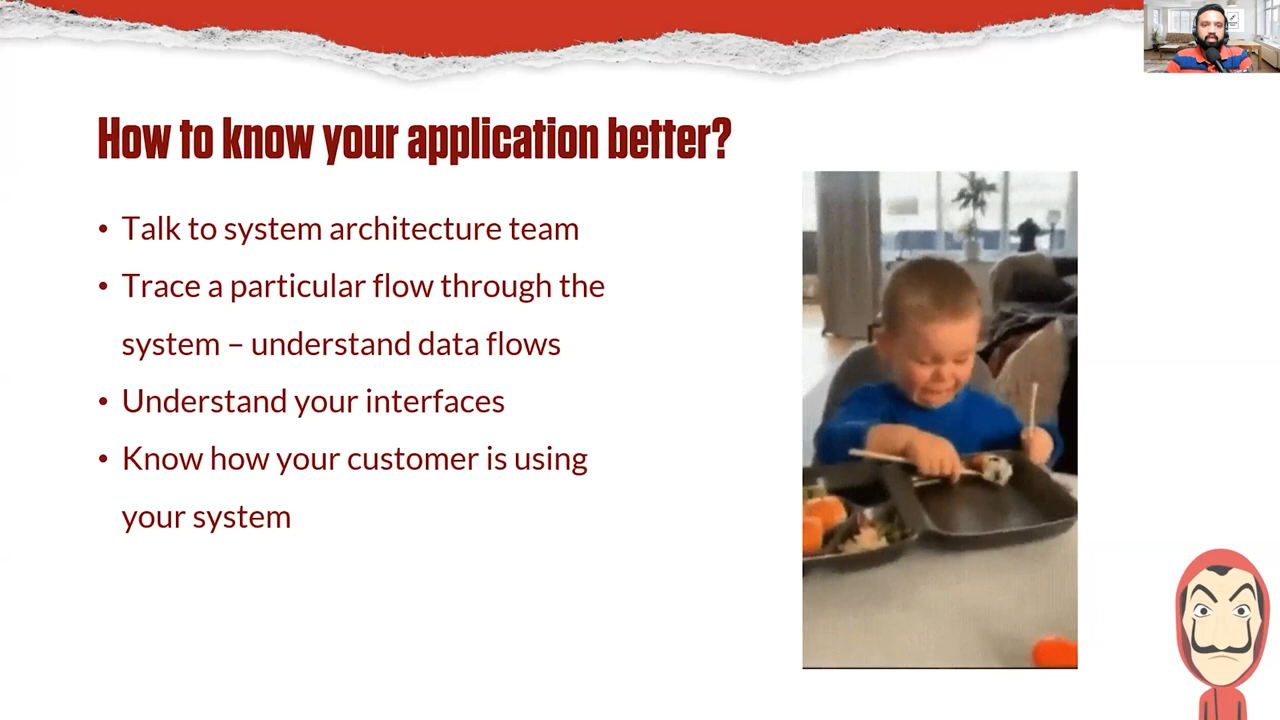 How to know your application better?
• Talk to system architecture team
• Trace a particular flow through the
system – understand data flows
• Understand your interfaces
• Know how your customer is using
your system